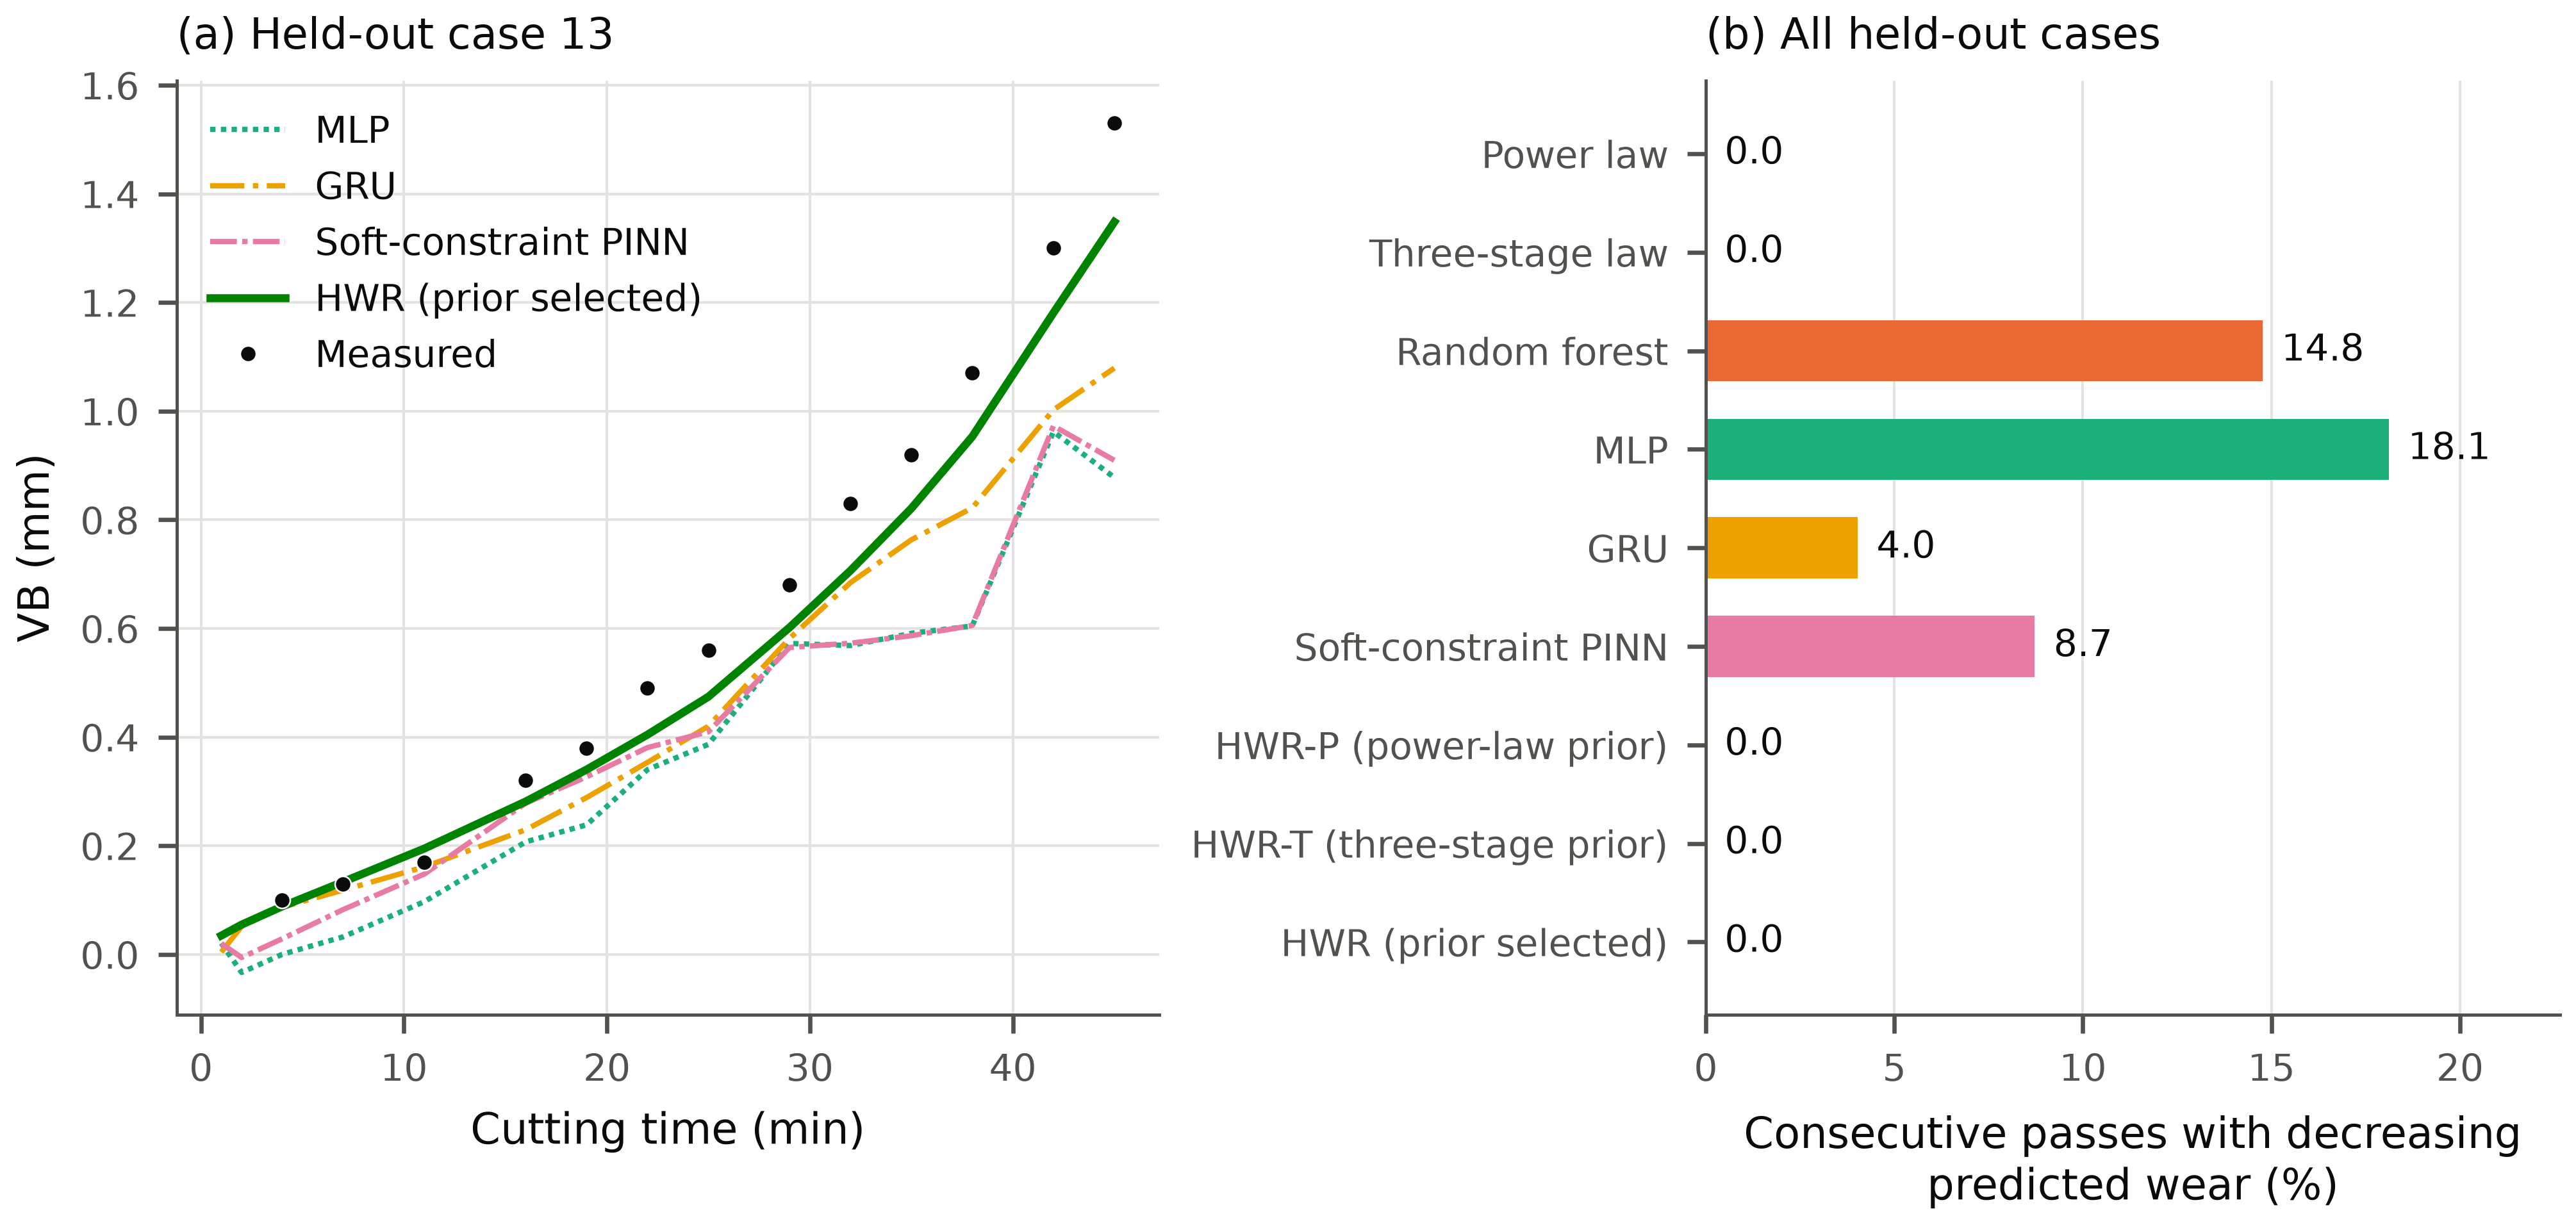 (a) Held-out case 13
1.6
1.4
1.2
1.0
0.8
0.6
0.4
0.2
0.0
VB (mm)
MLP
GRU
Soft-constraint PINN
HWR (prior selected)
Measured
0 10 20 30 40
Cutting time (min)
(b) All held-out cases
Power law 0.0
Three-stage law 0.0
Random forest 14.8
MLP 18.1
GRU 4.0
Soft-constraint PINN 8.7
HWR-P (power-law prior) 0.0
HWR-T (three-stage prior) 0.0
HWR (prior selected) 0.0
0 5 10 15 20
Consecutive passes with decreasing
predicted wear (%)